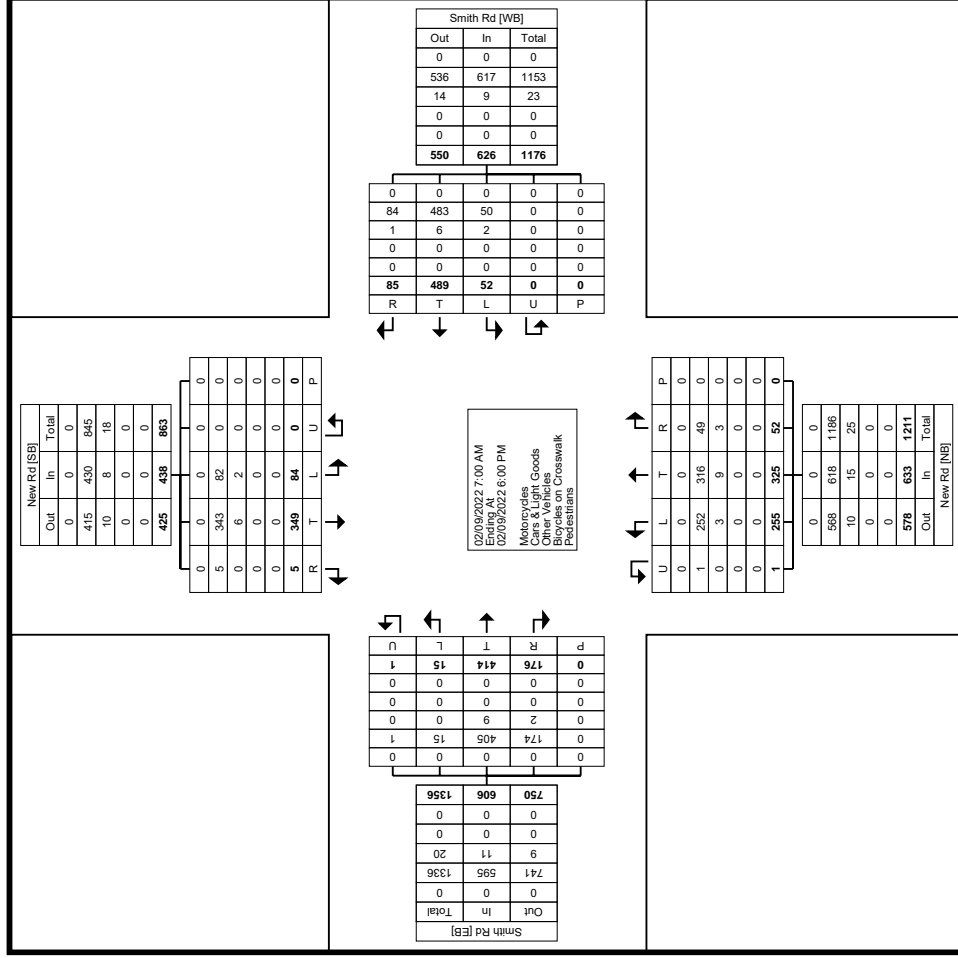 Smith Rd [WB]
Out In Total
0 0 0
536 617 1153
14 9 23
0 0 0
0 0 0
550 626 1176
0 0 0 0 0
84 483 50 0 0
1 6 2 0 0
0 0 0 0 0
0 0 0 0 0
85 489 52 0 0
R T L U P
New Rd [SB]
Out In Total
0 0 0
415 430 845
10 8 18
0 0 0
0 0 0
425 438 863
0 0 0 0 0
5 343 82 0 0
0 6 2 0 0
0 0 0 0 0
0 0 0 0 0
5 349 84 0 0
R T L U P
02/09/2022 7:00 AM
Ending At
02/09/2022 6:00 PM
Motorcycles
Cars & Light Goods
Other Vehicles
Bicycles on Crosswalk
Pedestrians
U L T R P
0 0 0 0 0
1 252 316 49 0
0 3 9 3 0
0 0 0 0 0
0 0 0 0 0
1 255 325 52 0
0 0 0
568 618 1186
10 15 25
0 0 0
0 0 0
578 633 1211
Out In Total
New Rd [NB]
Smith Rd [EB]
Out In Total
0 0 0
741 595 1336
9 11 20
0 0 0
0 0 0
750 606 1356
0 0 0 0 0
0 174 405 15 1
0 2 9 0 0
0 0 0 0 0
0 0 0 0 0
0 176 414 15 1
P R T L U